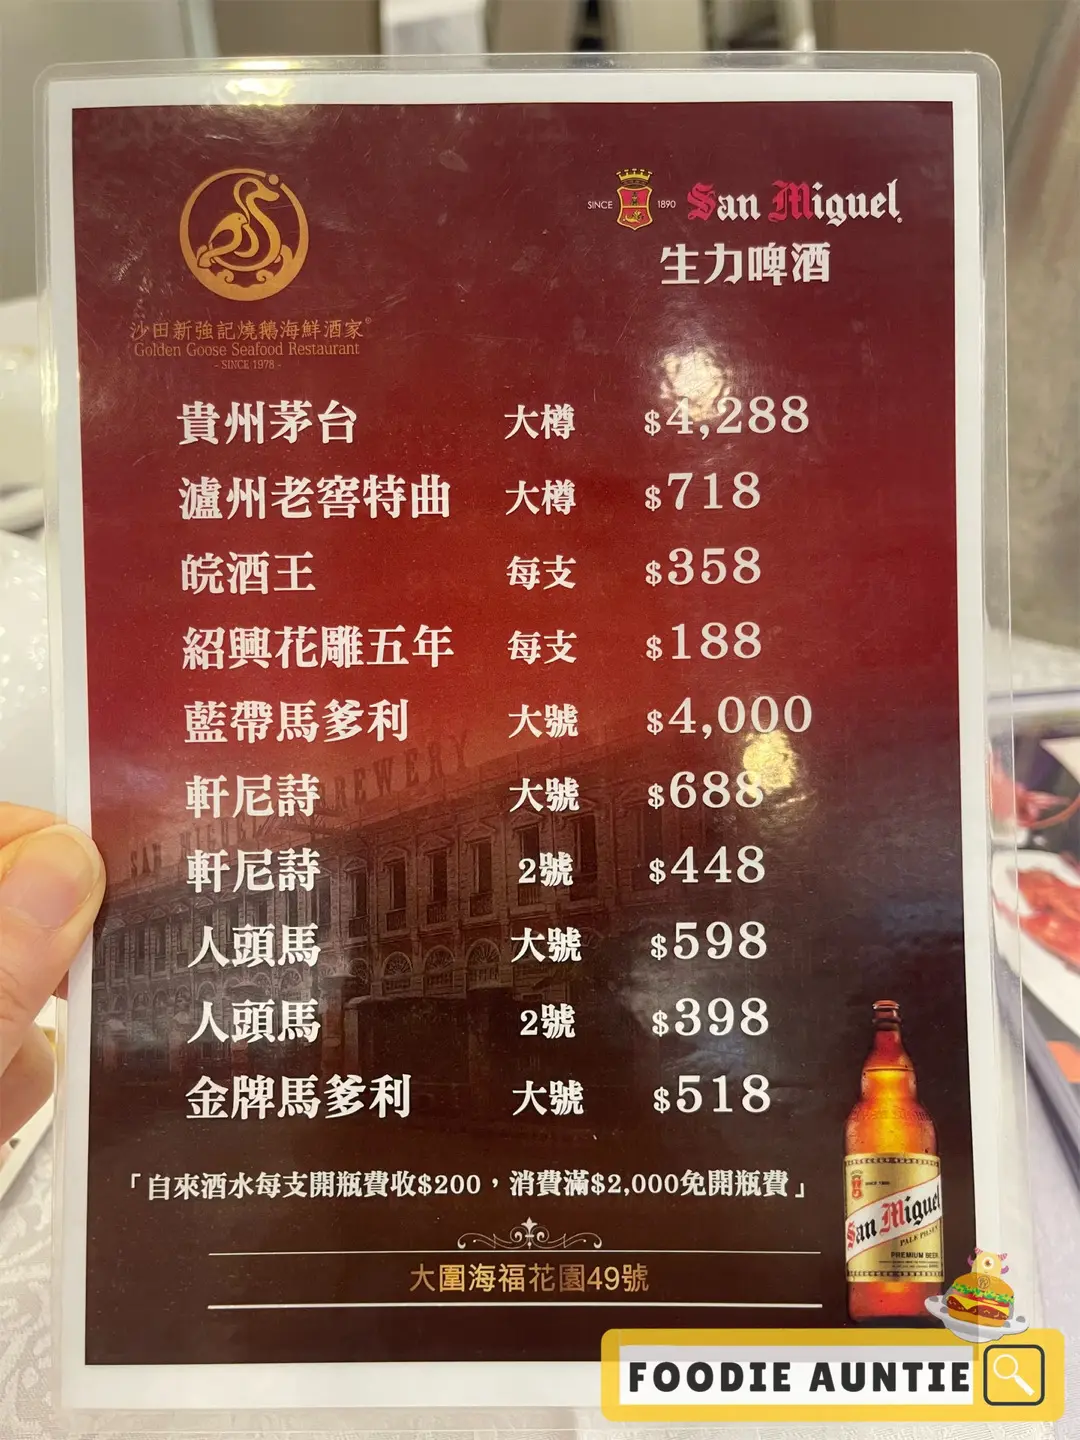 SINCE 1890 San Miguel
生力啤酒
沙田新強記燒鵝海鮮酒家®
Golden Goose Seafood Restaurant
- SINCE 1978 -
貴州茅台 大樽 $4,288
瀘州老窖特曲 大樽 $718
皖酒王 每支 $358
紹興花雕五年 每支 $188
藍帶馬爹利 大號 $4,000
軒尼詩 大號 $688
軒尼詩 2號 $448
人頭馬 大號 $598
人頭馬 2號 $398
金牌馬爹利 大號 $518
SAN MIGUEL BREWERY
「自來酒水每支開瓶費收$200，消費滿$2,000免開瓶費」
大圍海福花園49號
San Miguel
PALE PILSEN
PREMIUM BEER
FOODIE AUNTIE